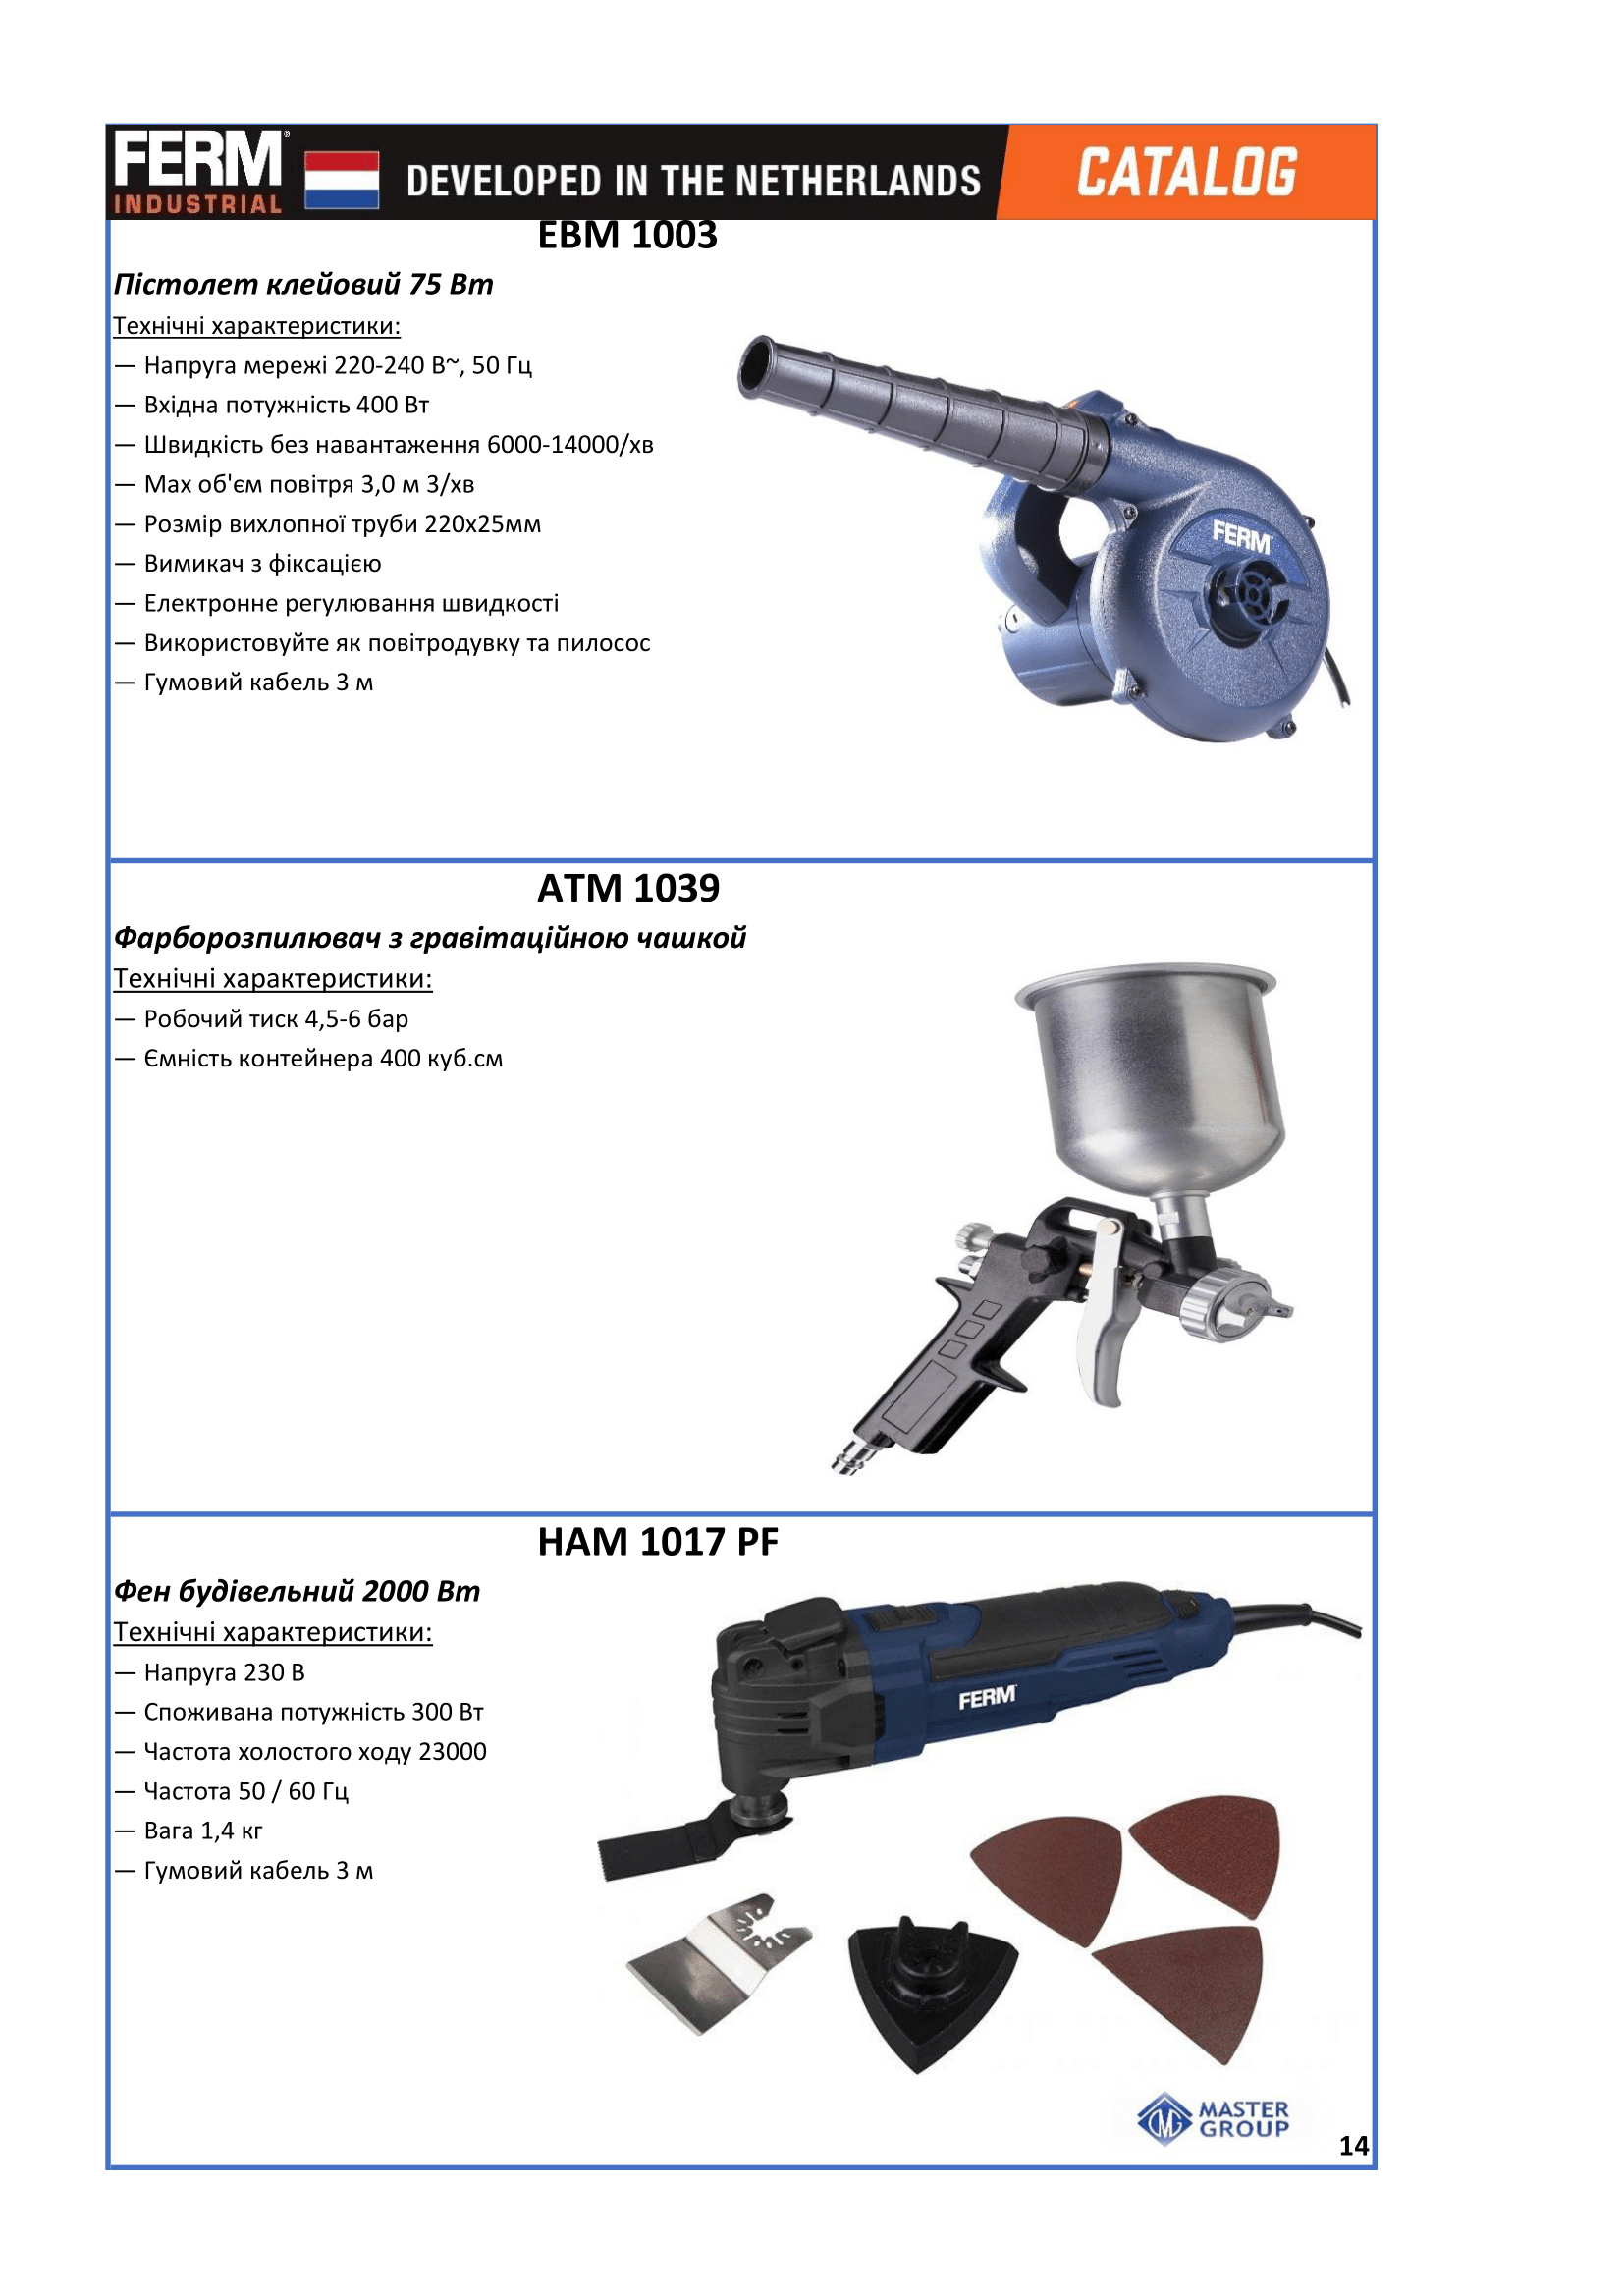 FERM®
INDUSTRIAL
DEVELOPED IN THE NETHERLANDS
CATALOG
EBM 1003
Пістолет клейовий 75 Вт
Технічні характеристики:
— Напруга мережі 220-240 В~, 50 Гц
— Вхідна потужність 400 Вт
— Швидкість без навантаження 6000-14000/хв
— Мах об'єм повітря 3,0 м 3/хв
— Розмір вихлопної труби 220х25мм
— Вимикач з фіксацією
— Електронне регулювання швидкості
— Використовуйте як повітродувку та пилосос
— Гумовий кабель 3 м
FERM
ATM 1039
Фарборозпилювач з гравітаційною чашкой
Технічні характеристики:
— Робочий тиск 4,5-6 бар
— Ємність контейнера 400 куб.см
HAM 1017 PF
Фен будівельний 2000 Вт
Технічні характеристики:
— Напруга 230 В
— Споживана потужність 300 Вт
— Частота холостого ходу 23000
— Частота 50 / 60 Гц
— Вага 1,4 кг
— Гумовий кабель 3 м
FERM
MASTER
GROUP
14